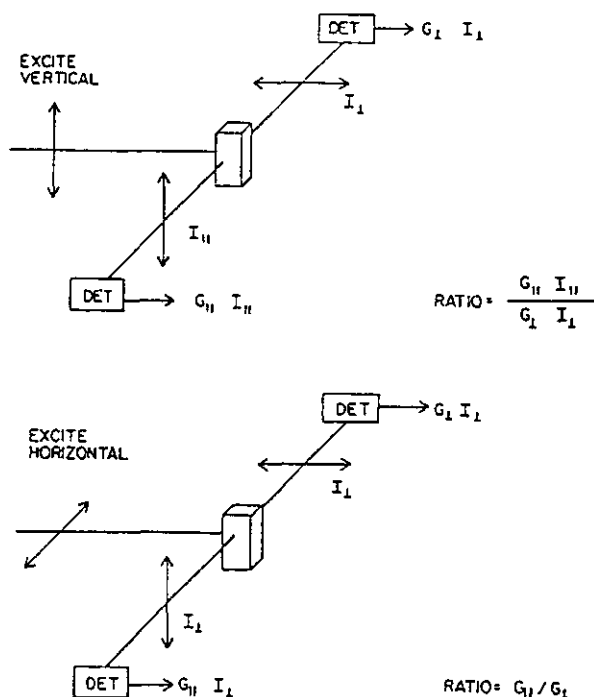 DET G⊥ I⊥
EXCITE
VERTICAL
I⊥
I||
DET G|| I||
RATIO= G|| I||
G⊥ I⊥
DET G⊥ I⊥
EXCITE
HORIZONTAL
I⊥
I⊥
DET G|| I⊥
RATIO= G||/G⊥